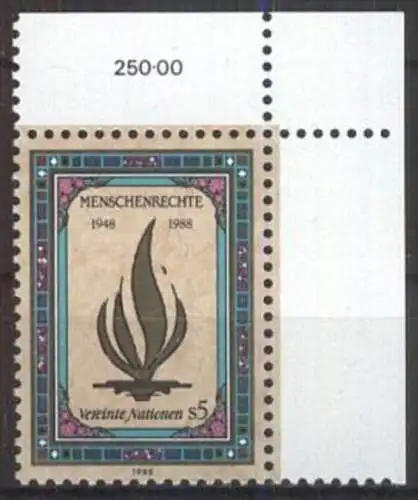 250·00
MENSCHENRECHTE
1948 1988
Vereinte Nationen s5
1988